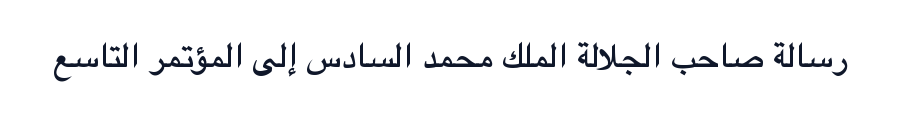 رسالة صاحب الجلالة الملك محمد السادس إلى المؤتمر التاسع